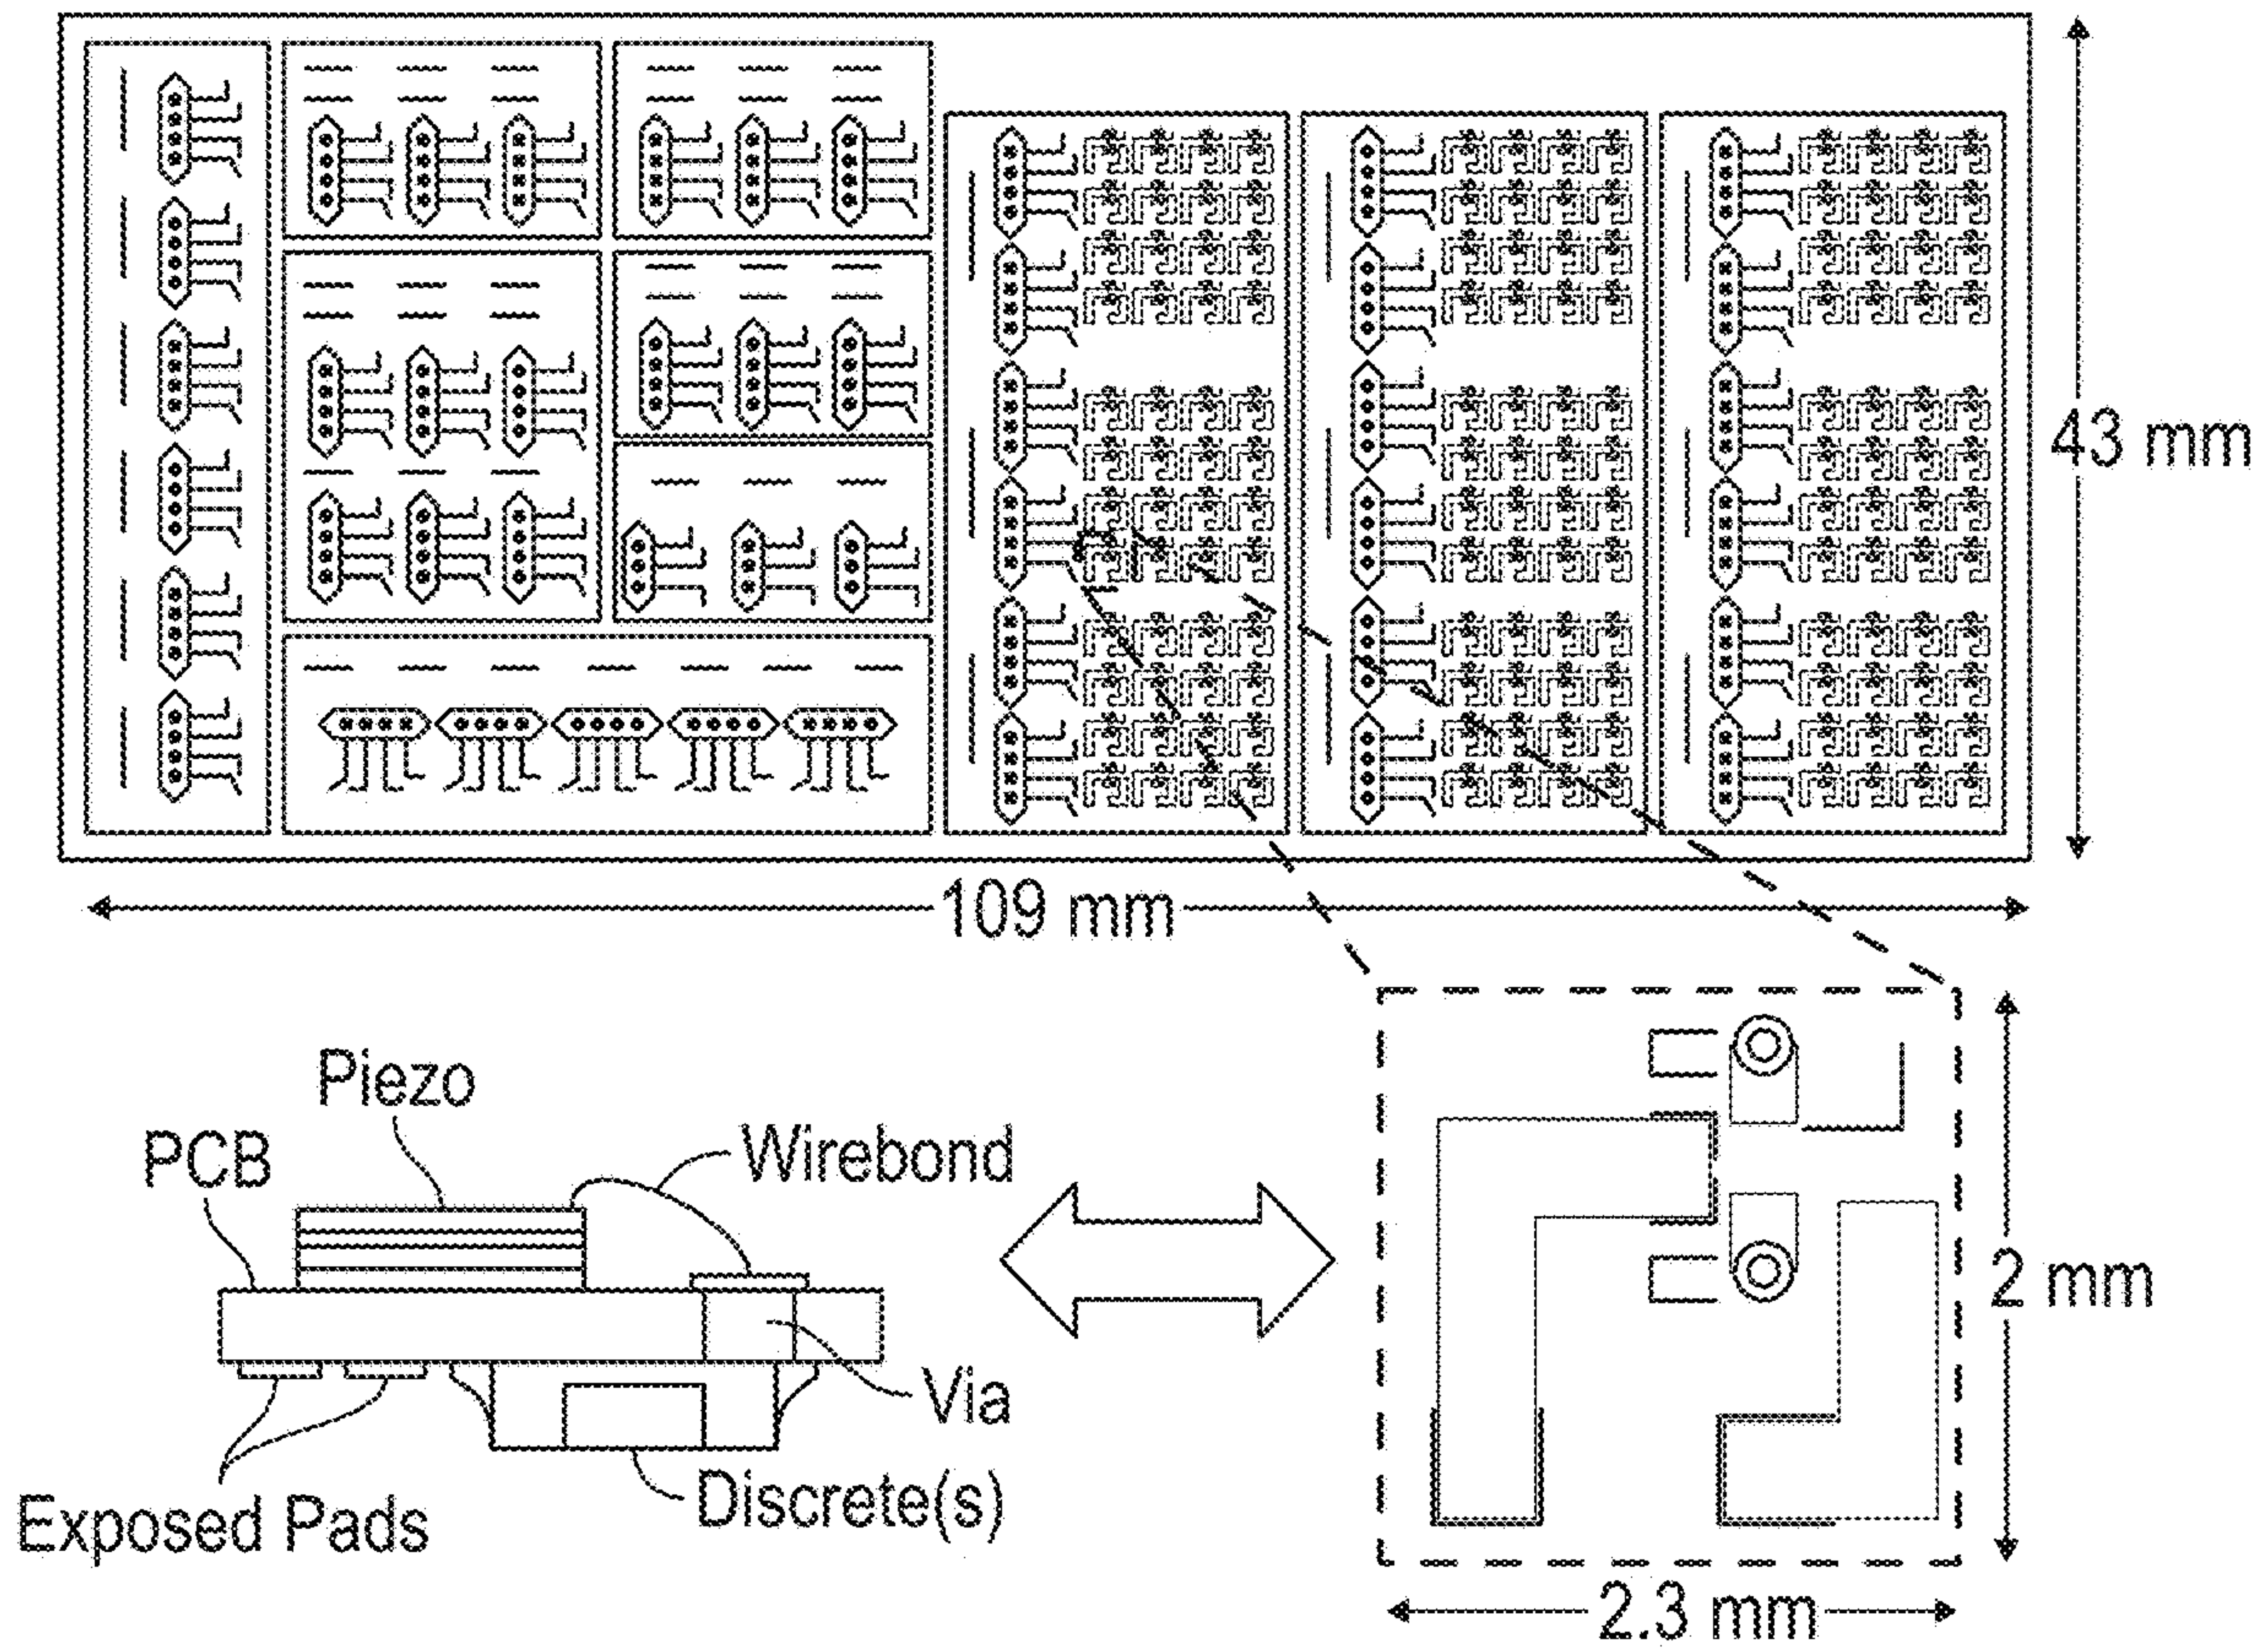 43 mm
109 mm
Piezo
PCB
Wirebond
2 mm
Via
Discrete(s)
Exposed Pads
2.3 mm